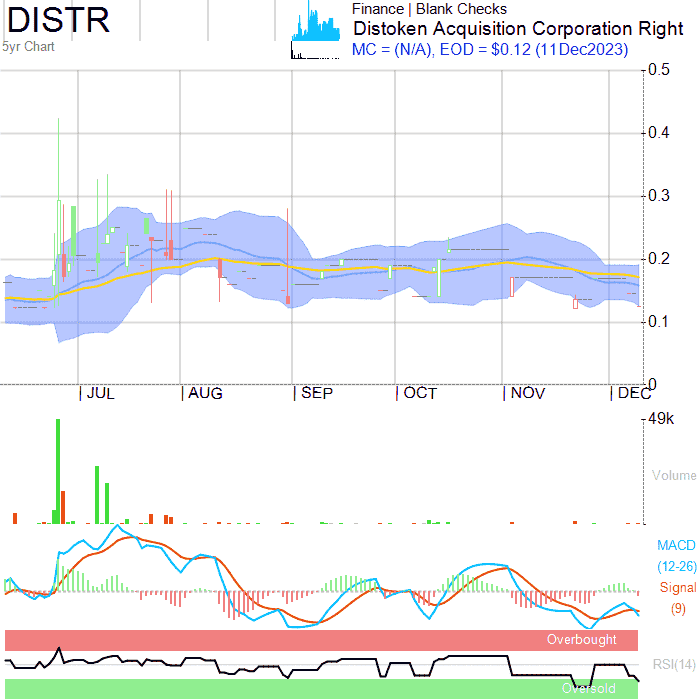 DISTR
5yr Chart
Finance | Blank Checks
Distoken Acquisition Corporation Right
MC = (N/A), EOD = $0.12 (11Dec2023)
0.5
0.4
0.3
0.2
0.1
0
JUL AUG SEP OCT NOV DEC
49k
Volume
MACD
(12-26)
Signal
(9)
Overbought
RSI(14)
Oversold